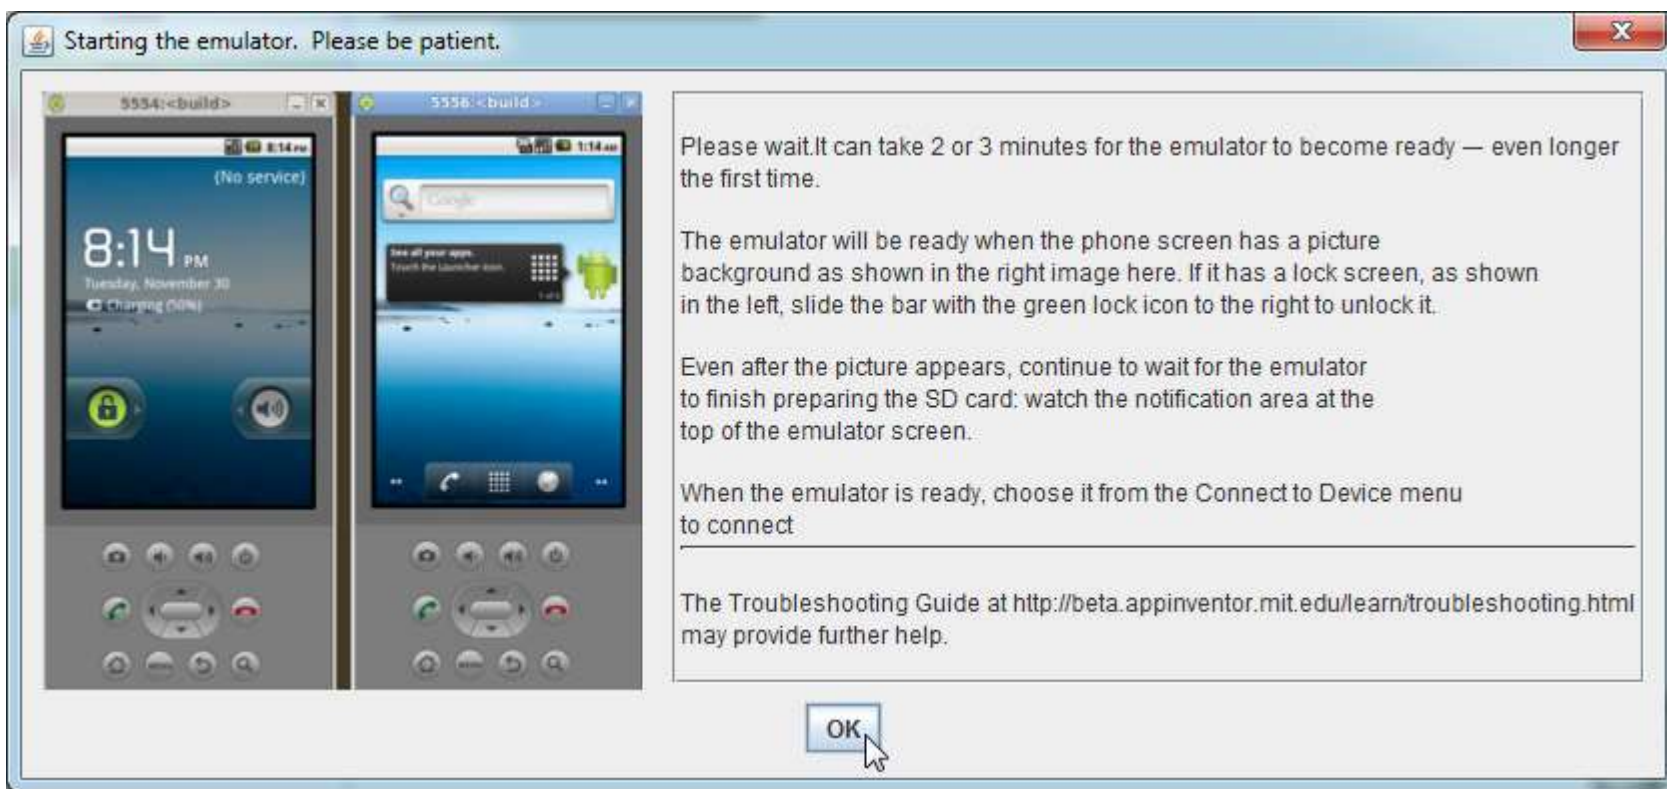 Starting the emulator. Please be patient.
5554:<build>
5556:<build>
8:14 PM
1:14 AM
(No service)
Google
8:14 PM
Tuesday, November 30
Charging (50%)
See all your apps.
Touch the Launcher icon.
MENU
MENU
Please wait.It can take 2 or 3 minutes for the emulator to become ready — even longer
the first time.
The emulator will be ready when the phone screen has a picture
background as shown in the right image here. If it has a lock screen, as shown
in the left, slide the bar with the green lock icon to the right to unlock it.
Even after the picture appears, continue to wait for the emulator
to finish preparing the SD card: watch the notification area at the
top of the emulator screen.
When the emulator is ready, choose it from the Connect to Device menu
to connect
The Troubleshooting Guide at http://beta.appinventor.mit.edu/learn/troubleshooting.html
may provide further help.
OK